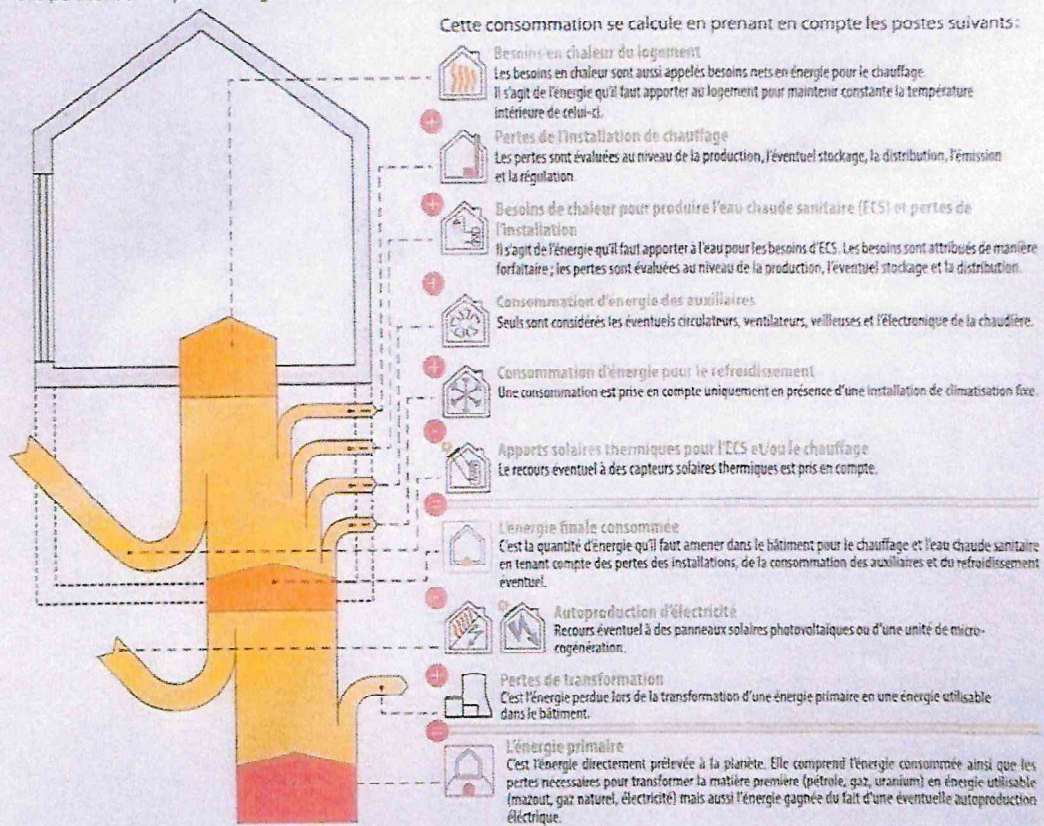 Cette consommation se calcule en prenant en compte les postes suivants:
Besoins en chaleur du logement
Les besoins en chaleur sont aussi appelés besoins nets en énergie pour le chauffage.
Il s'agit de l'énergie qu'il faut apporter au logement pour maintenir constante la température
intérieure de celui-ci.
+
Pertes de l'installation de chauffage
Les pertes sont évaluées au niveau de la production, l'éventuel stockage, la distribution, l'émission
et la régulation
+
Besoins de chaleur pour produire l'eau chaude sanitaire (ECS) et pertes de
l'installation
Il s'agit de l'énergie qu'il faut apporter à l'eau pour les besoins d'ECS. Les besoins sont attribués de manière
forfaitaire; les pertes sont évaluées au niveau de la production, l'éventuel stockage et la distribution.
+
Consommation d'énergie des auxiliaires
Seuls sont considérés les éventuels circulateurs, ventilateurs, veilleuses et l'électronique de la chaudière.
+
Consommation d'énergie pour le refroidissement
Une consommation est prise en compte uniquement en présence d'une installation de climatisation fixe.
-
Apports solaires thermiques pour l'ECS et/ou le chauffage
Le recours éventuel à des capteurs solaires thermiques est pris en compte.
=
L'énergie finale consommée
C'est la quantité d'énergie qu'il faut amener dans le bâtiment pour le chauffage et l'eau chaude sanitaire
en tenant compte des pertes des installations, de la consommation des auxiliaires et du refroidissement
éventuel.
-
Autoproduction d'électricité
Recours éventuel à des panneaux solaires photovoltaïques ou d'une unité de micro-
cogénération.
+
Pertes de transformation
C'est l'énergie perdue lors de la transformation d'une énergie primaire en une énergie utilisable
dans le bâtiment.
=
L'énergie primaire
C'est l'énergie directement prélevée à la planète. Elle comprend l'énergie consommée ainsi que les
pertes nécessaires pour transformer la matière première (pétrole, gaz, uranium) en énergie utilisable
(mazout, gaz naturel, électricité) mais aussi l'énergie gagnée du fait d'une éventuelle autoproduction
électrique.